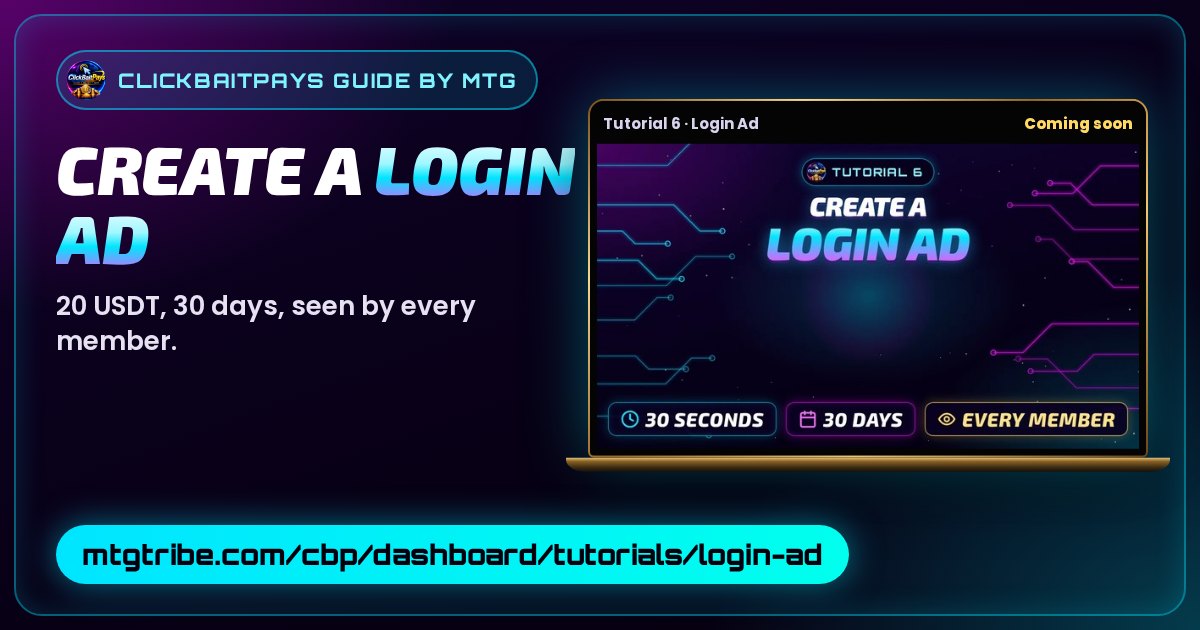 ClickBaitPays
CLICKBAITPAYS GUIDE BY MTG
CREATE A LOGIN
AD
20 USDT, 30 days, seen by every
member.
Tutorial 6 · Login Ad
Coming soon
TUTORIAL 6
CREATE A
LOGIN AD
30 SECONDS
30 DAYS
EVERY MEMBER
mtgtribe.com/cbp/dashboard/tutorials/login-ad